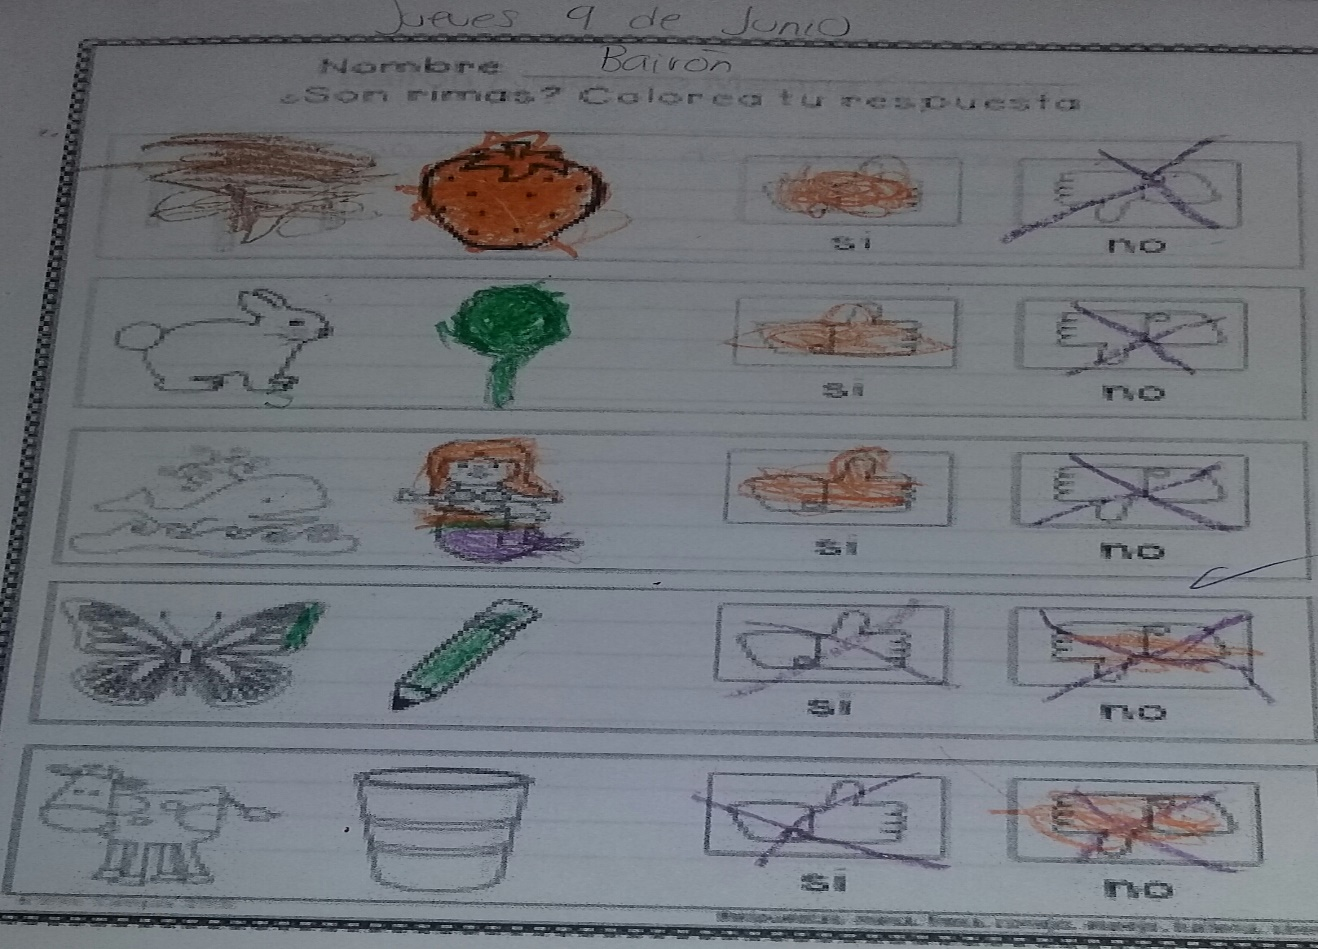 Jueves 9 de Junio
Nombre Bairon
¿Son rimas? Colorea tu respuesta
si no
si no
si no
si no
si no